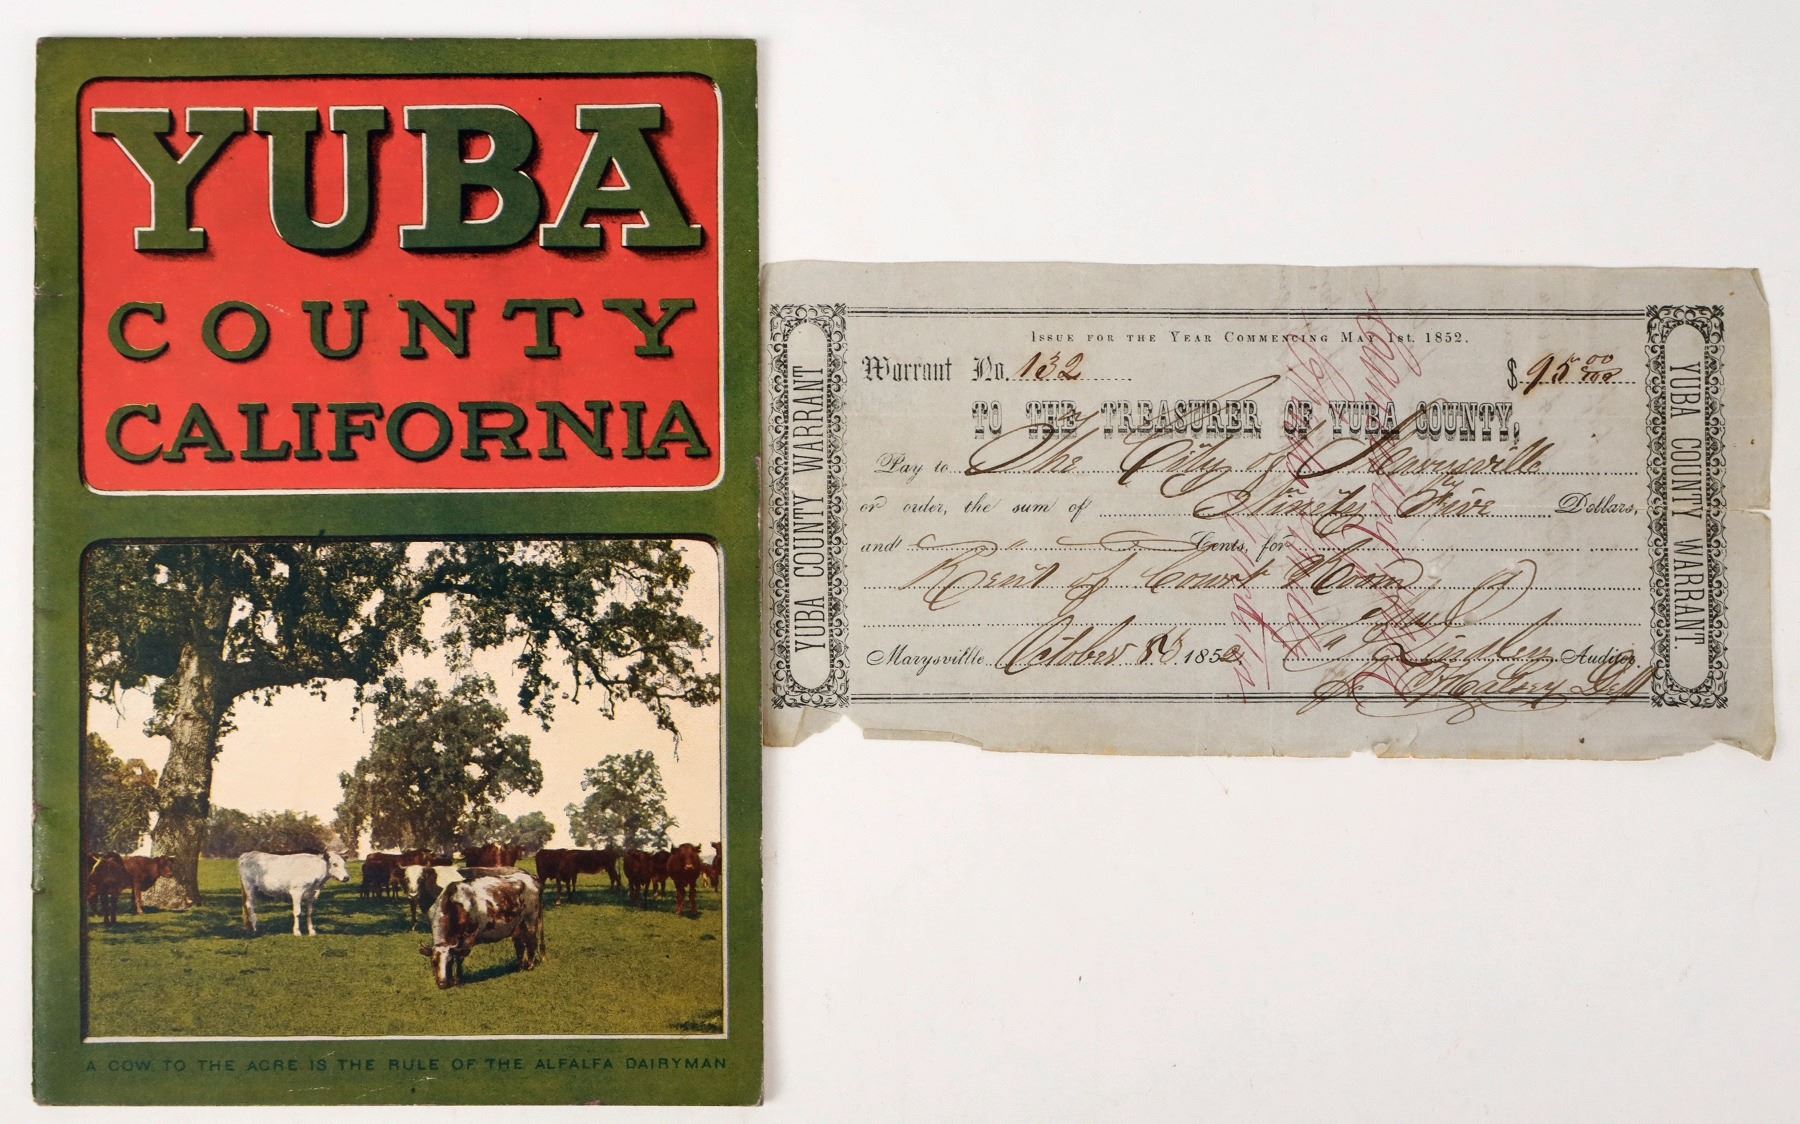 YUBA
COUNTY
CALIFORNIA
A COW TO THE ACRE IS THE RULE OF THE ALFALFA DAIRYMAN
YUBA COUNTY WARRANT
Issue for the Year Commencing May 1st. 1852.
Warrant No. 132 $ 95 00/100
TO THE TREASURER OF YUBA COUNTY,
Pay to The City of Marysville
or order, the sum of Ninety Five Dollars,
and " Cents, for
Rent of Court Room
Marysville October 1852 Lindley Auditor.
YUBA COUNTY WARRANT.